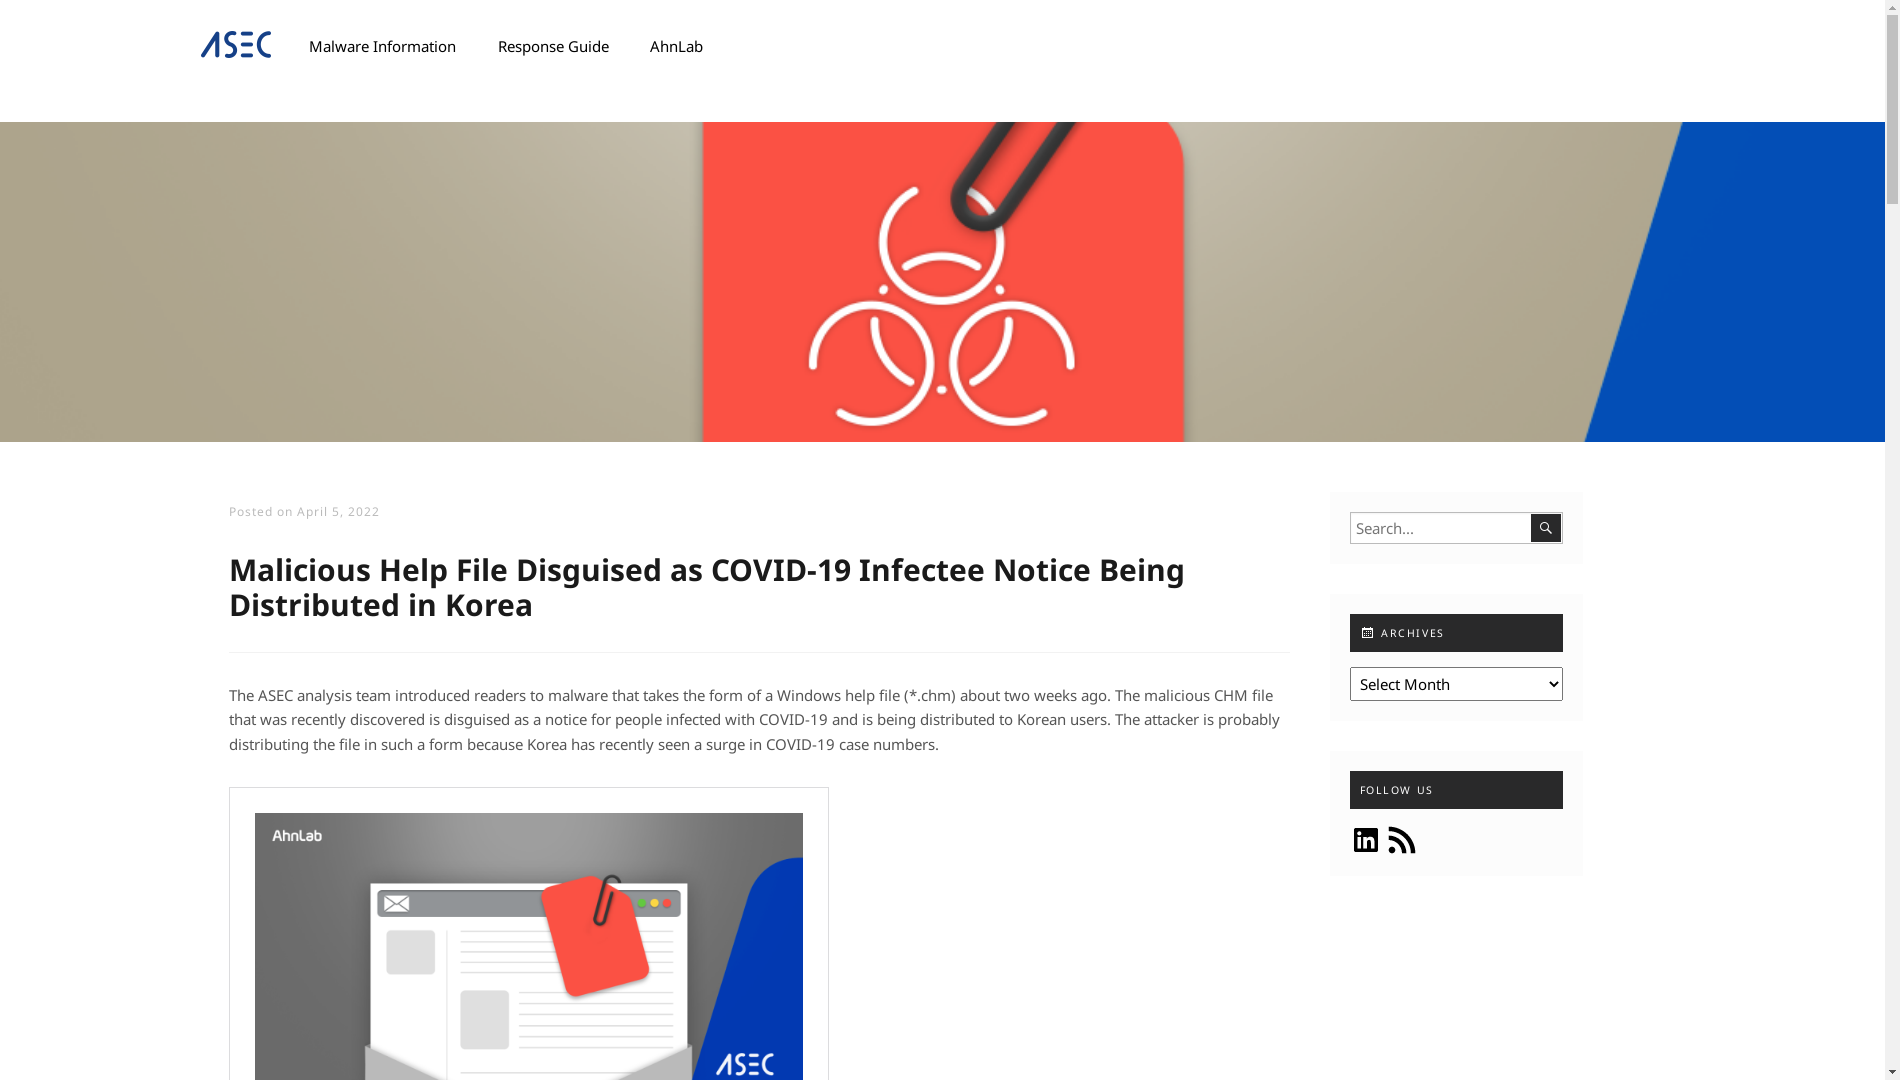 ASEC Malware Information Response Guide AhnLab
Posted on April 5, 2022
Malicious Help File Disguised as COVID-19 Infectee Notice Being
Distributed in Korea
The ASEC analysis team introduced readers to malware that takes the form of a Windows help file (*.chm) about two weeks ago. The malicious CHM file
that was recently discovered is disguised as a notice for people infected with COVID-19 and is being distributed to Korean users. The attacker is probably
distributing the file in such a form because Korea has recently seen a surge in COVID-19 case numbers.
AhnLab
ASEC
Search...
ARCHIVES
Select Month
FOLLOW US
in